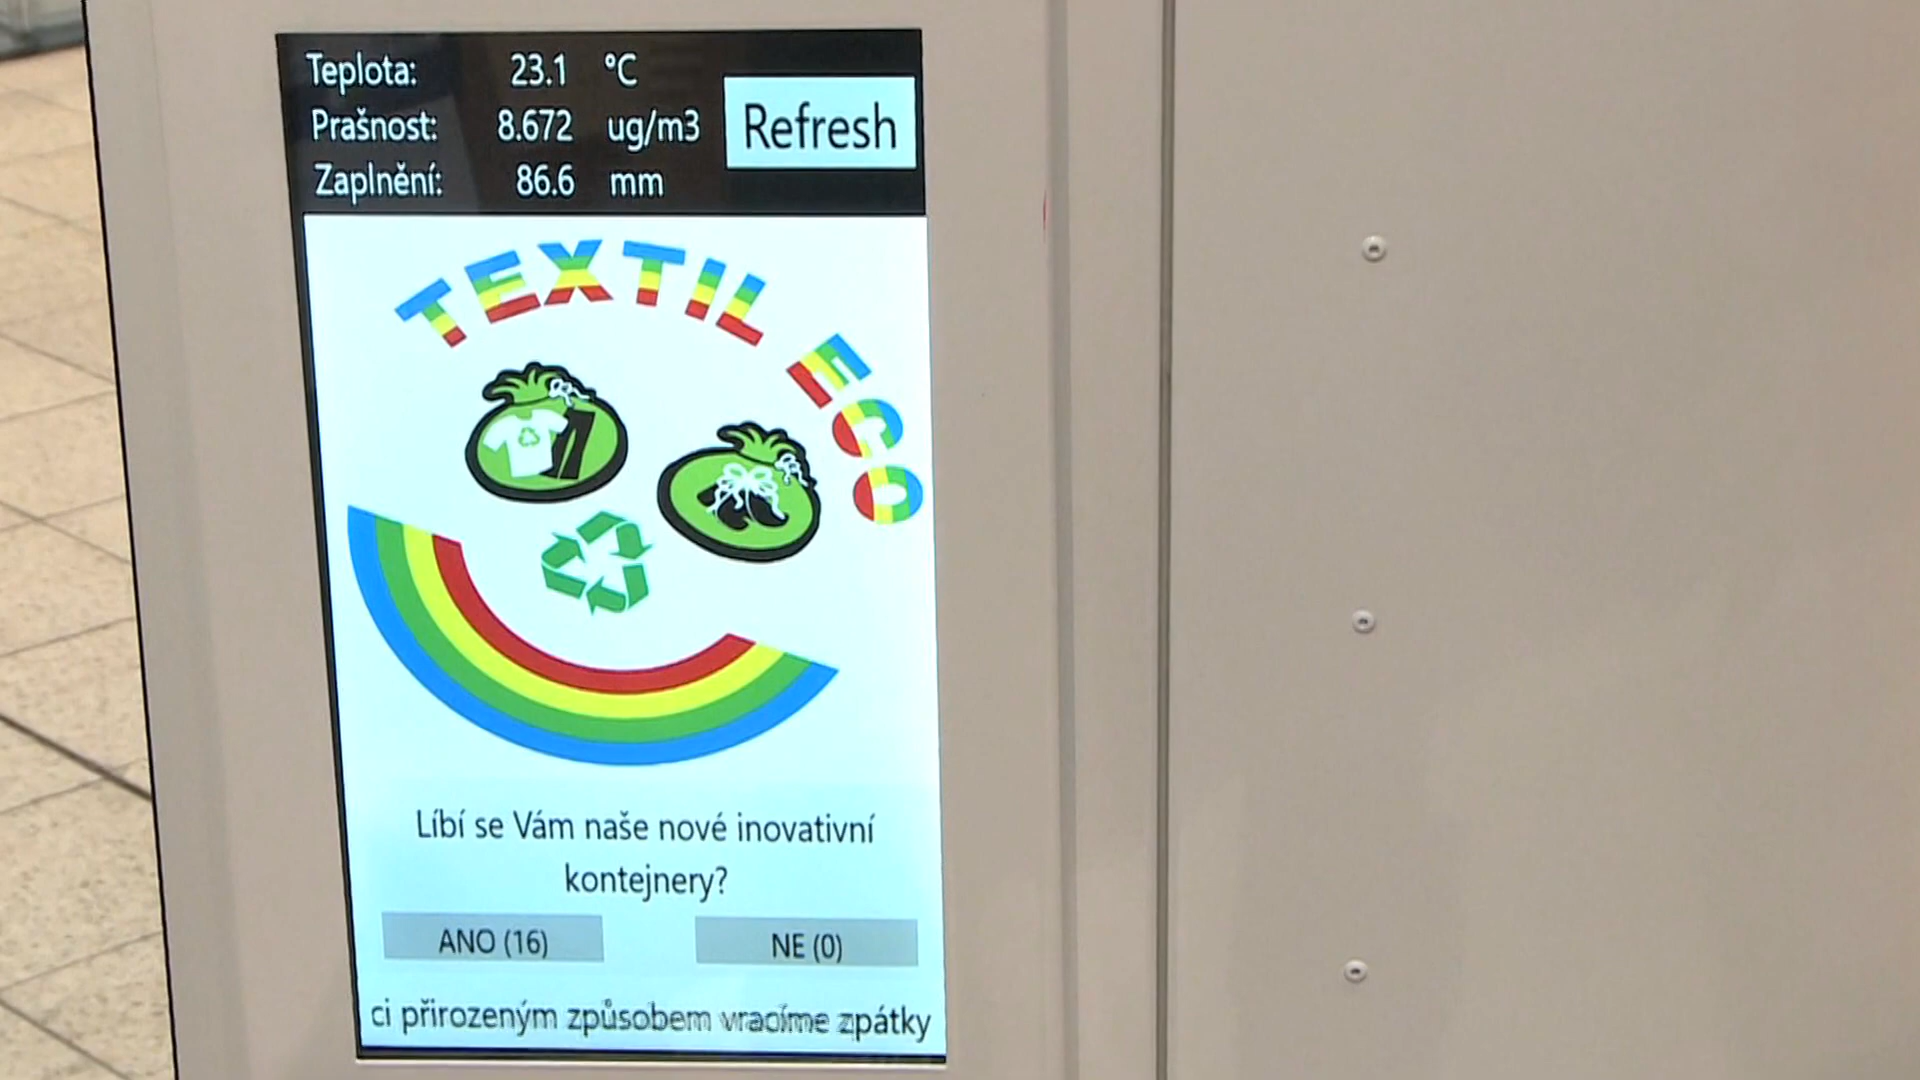 Teplota: 23.1 °C
Prašnost: 8.672 ug/m3
Zaplnění: 86.6 mm
Refresh
TEXTIL ECO
Líbí se Vám naše nové inovativní
kontejnery?
ANO (16)
NE (0)
ci přirozeným způsobem vracíme zpátky